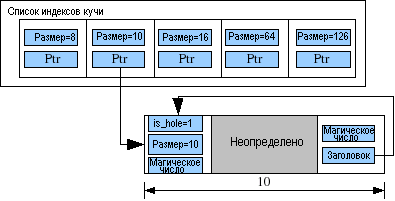 Список индексов кучи
Размер=8
Размер=10
Размер=16
Размер=64
Размер=126
Ptr
Ptr
Ptr
Ptr
Ptr
is_hole=1
Размер=10
Магическое
число
Неопределено
Магическое
число
Заголовок
10